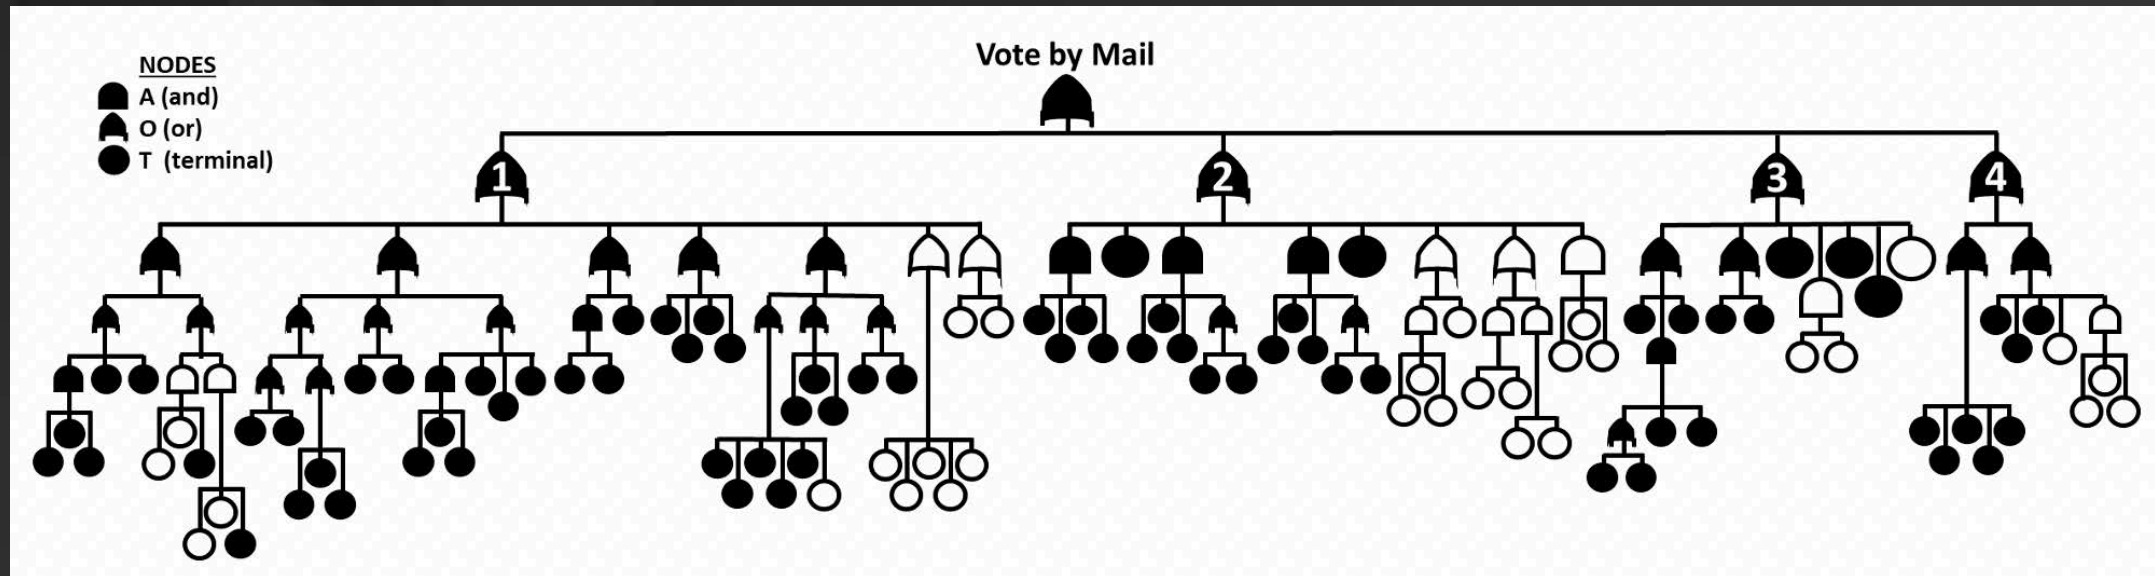 Vote by Mail
NODES
A (and)
O (or)
T (terminal)
1
2
3
4